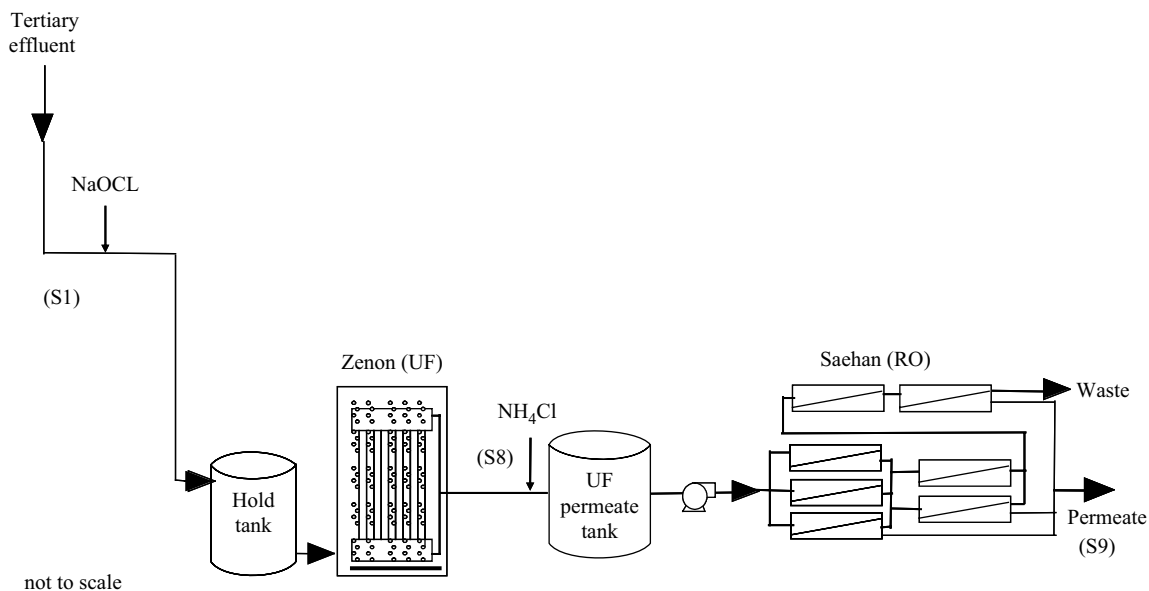 Tertiary
effluent
NaOCL
(S1)
Zenon (UF)
Saehan (RO)
Waste
NH₄Cl
(S8)
Hold
tank
UF
permeate
tank
Permeate
(S9)
not to scale